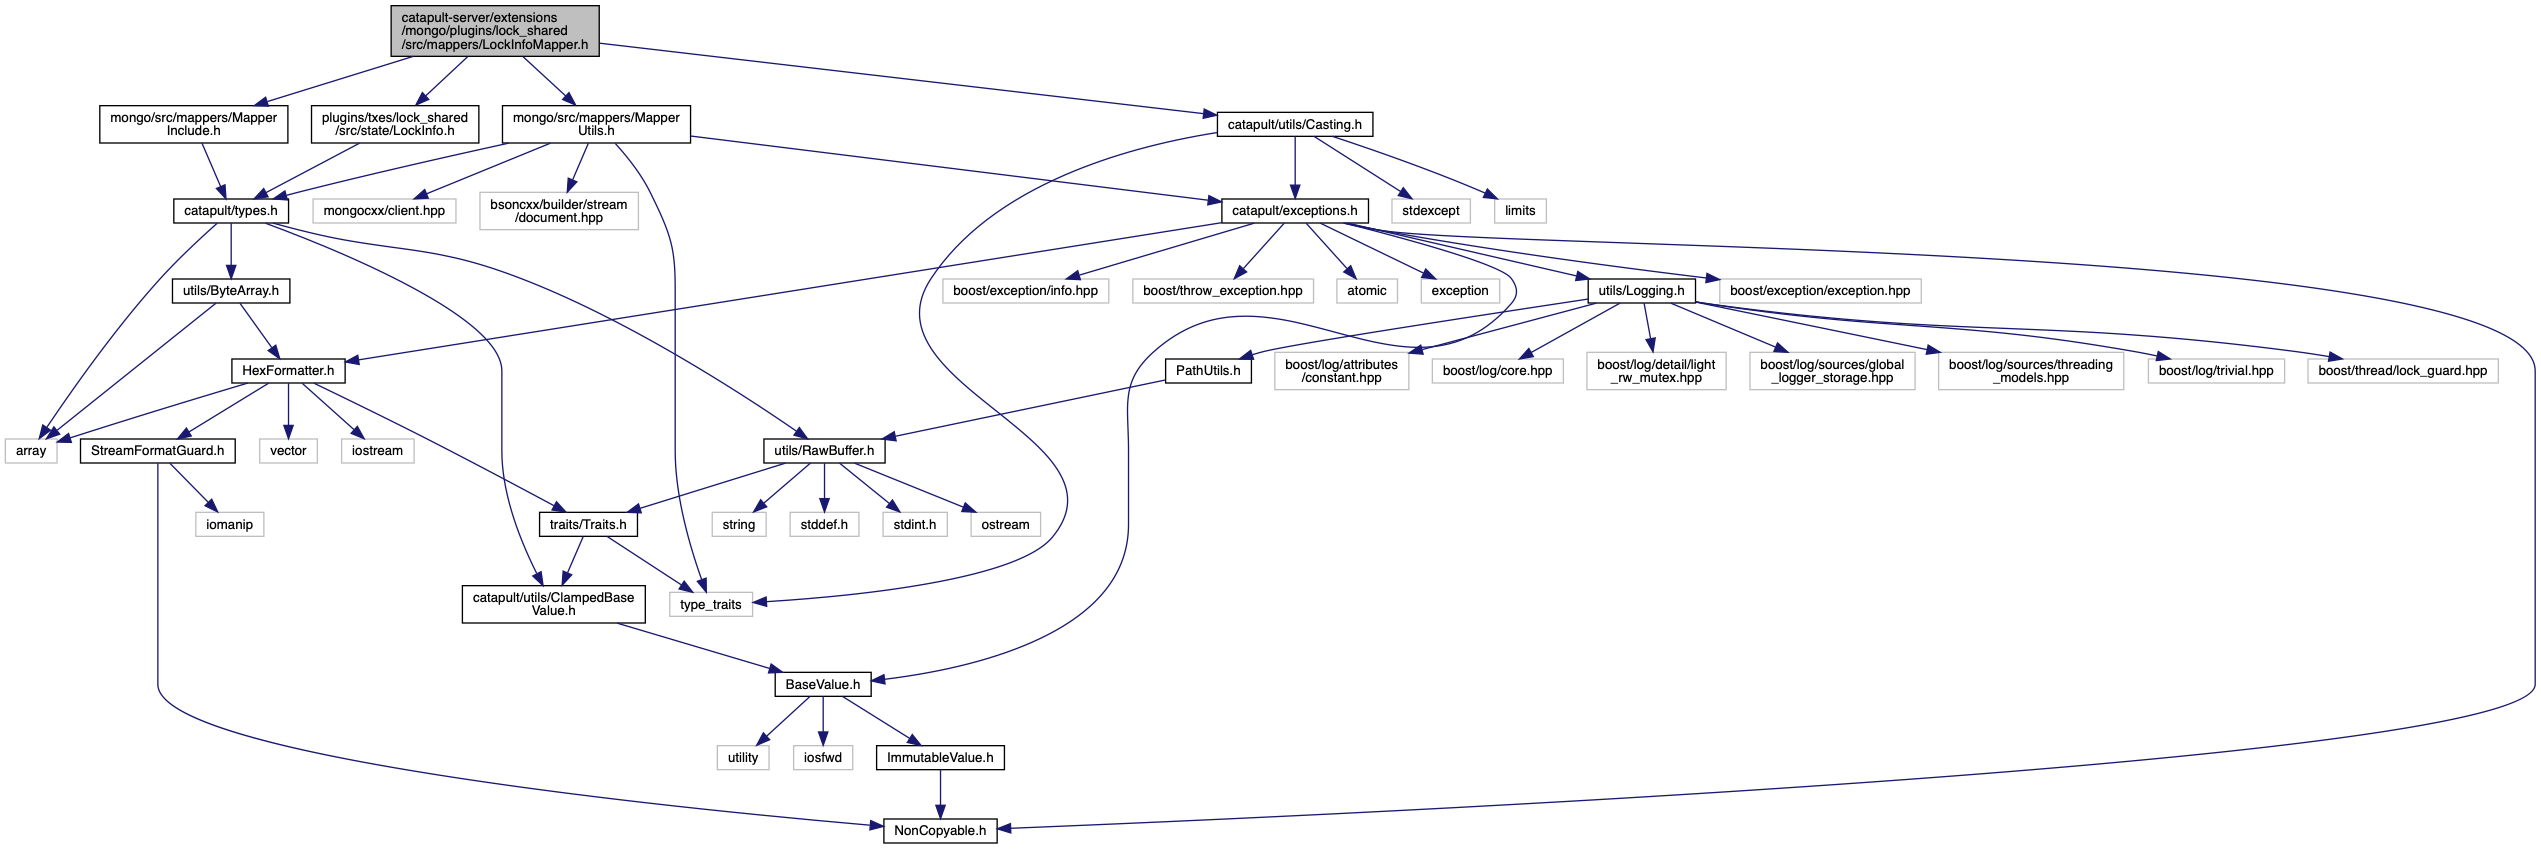 catapult-server/extensions
/mongo/plugins/lock_shared
/src/mappers/LockInfoMapper.h
mongo/src/mappers/Mapper
Include.h
plugins/txes/lock_shared
/src/state/LockInfo.h
mongo/src/mappers/Mapper
Utils.h
catapult/utils/Casting.h
catapult/types.h
mongocxx/client.hpp
bsoncxx/builder/stream
/document.hpp
catapult/exceptions.h
stdexcept
limits
utils/ByteArray.h
boost/exception/info.hpp
boost/throw_exception.hpp
atomic
exception
utils/Logging.h
boost/exception/exception.hpp
HexFormatter.h
PathUtils.h
boost/log/attributes
/constant.hpp
boost/log/core.hpp
boost/log/detail/light
_rw_mutex.hpp
boost/log/sources/global
_logger_storage.hpp
boost/log/sources/threading
_models.hpp
boost/log/trivial.hpp
boost/thread/lock_guard.hpp
array
StreamFormatGuard.h
vector
iostream
utils/RawBuffer.h
iomanip
traits/Traits.h
string
stddef.h
stdint.h
ostream
catapult/utils/ClampedBase
Value.h
type_traits
BaseValue.h
utility
iosfwd
ImmutableValue.h
NonCopyable.h